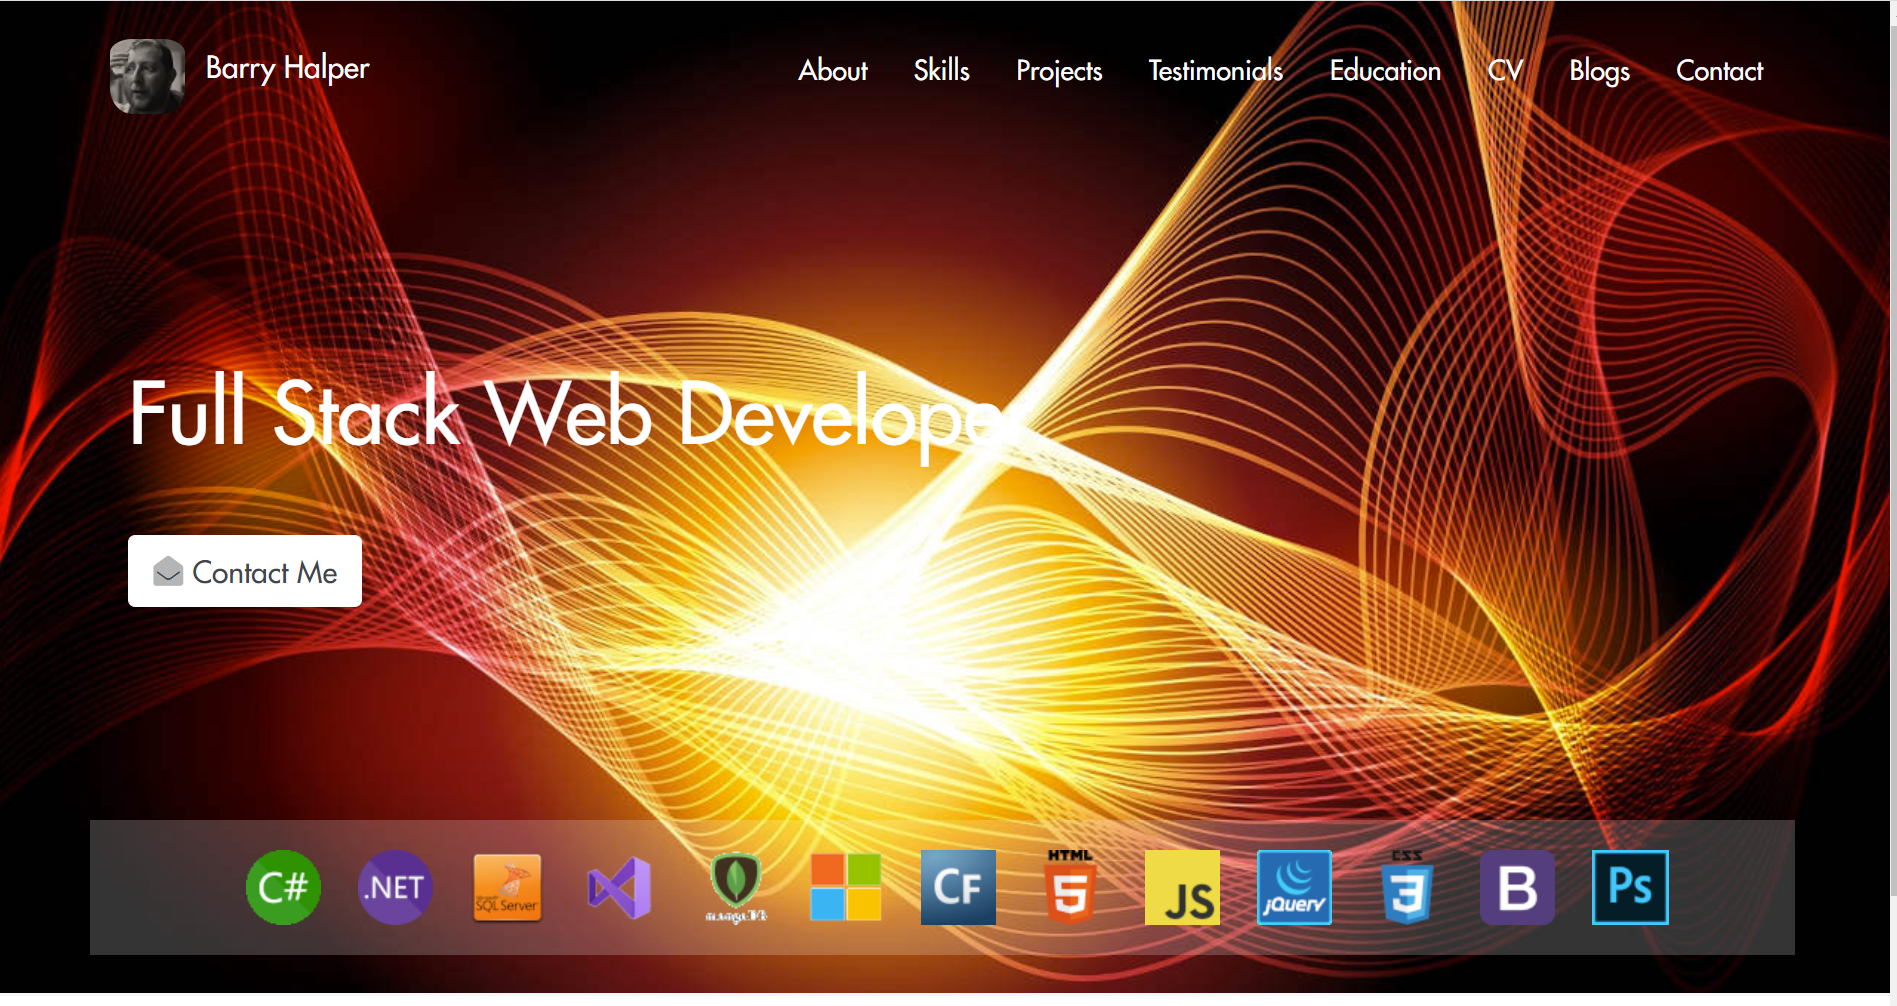 Barry Halper
About Skills Projects Testimonials Education CV Blogs Contact
Full Stack Web Developer
Contact Me
C# .NET SQL Server mongoDB CF HTML 5 JS jQuery CSS 3 B Ps